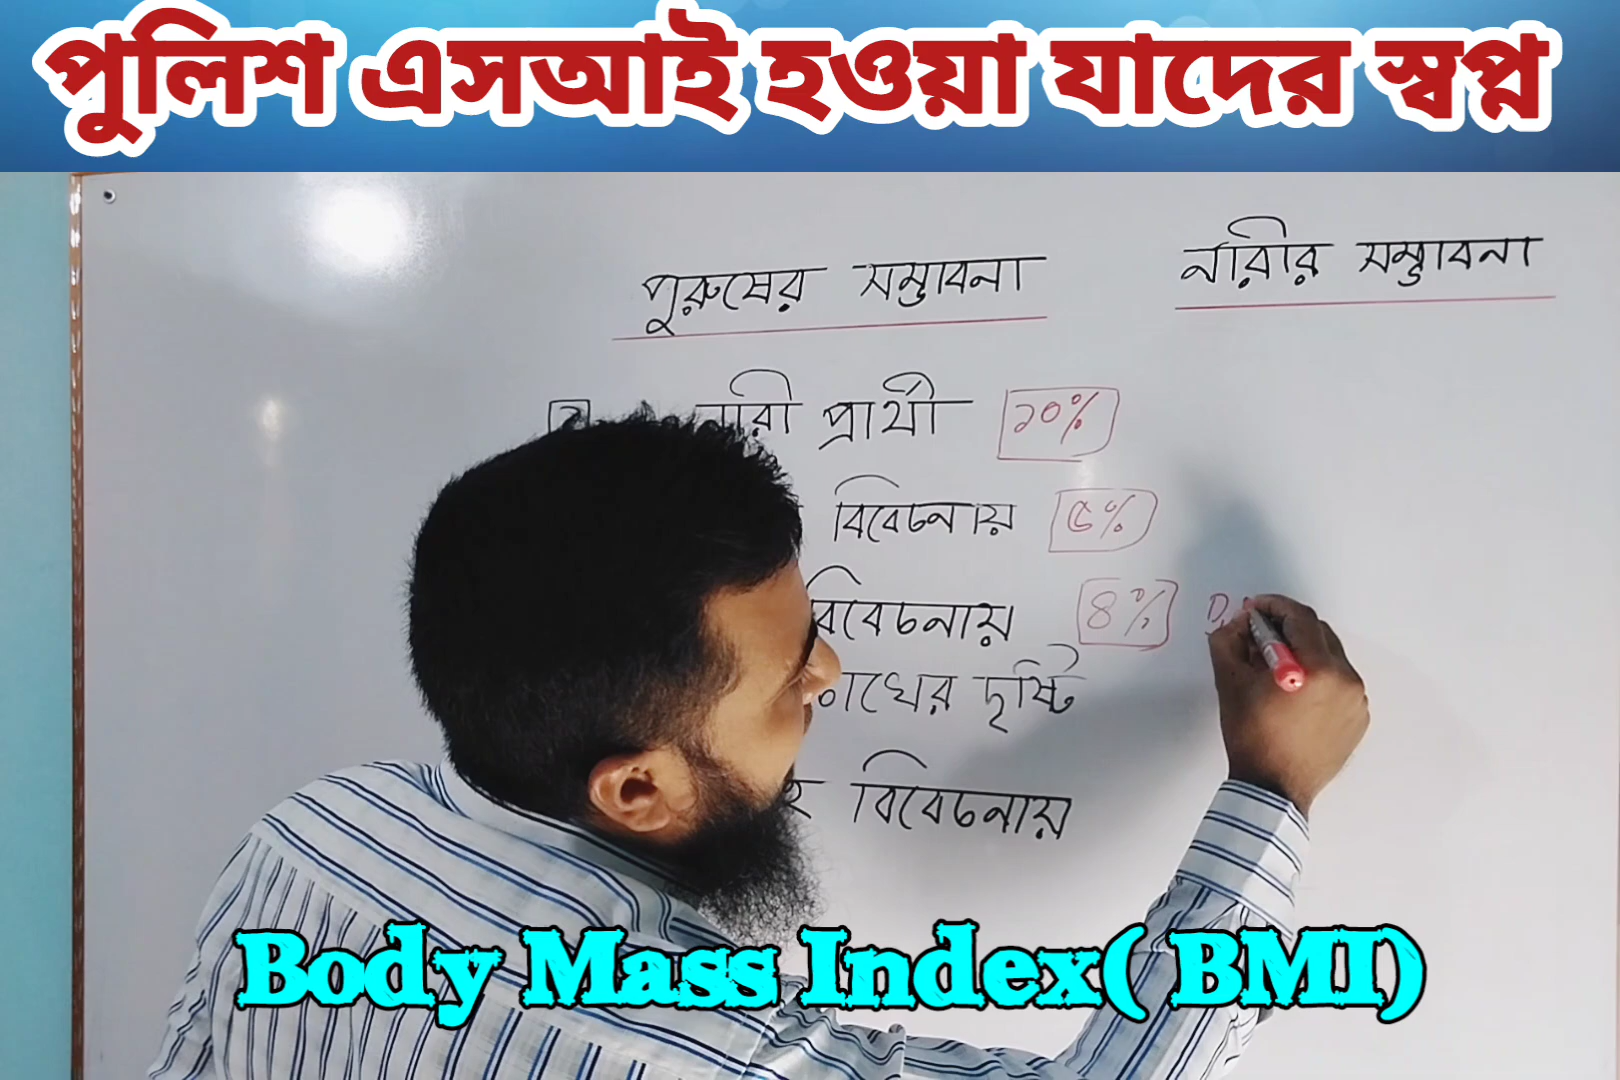 পুলিশ এসআই হওয়া যাদের স্বপ্ন
পুরুষের সম্ভাবনা
নারীর সম্ভাবনা
নারী প্রার্থী ১০%
বিবেচনায় ৫%
বিবেচনায় ৪%
চোখের দৃষ্টি
বিবেচনায়
Body Mass Index( BMI)